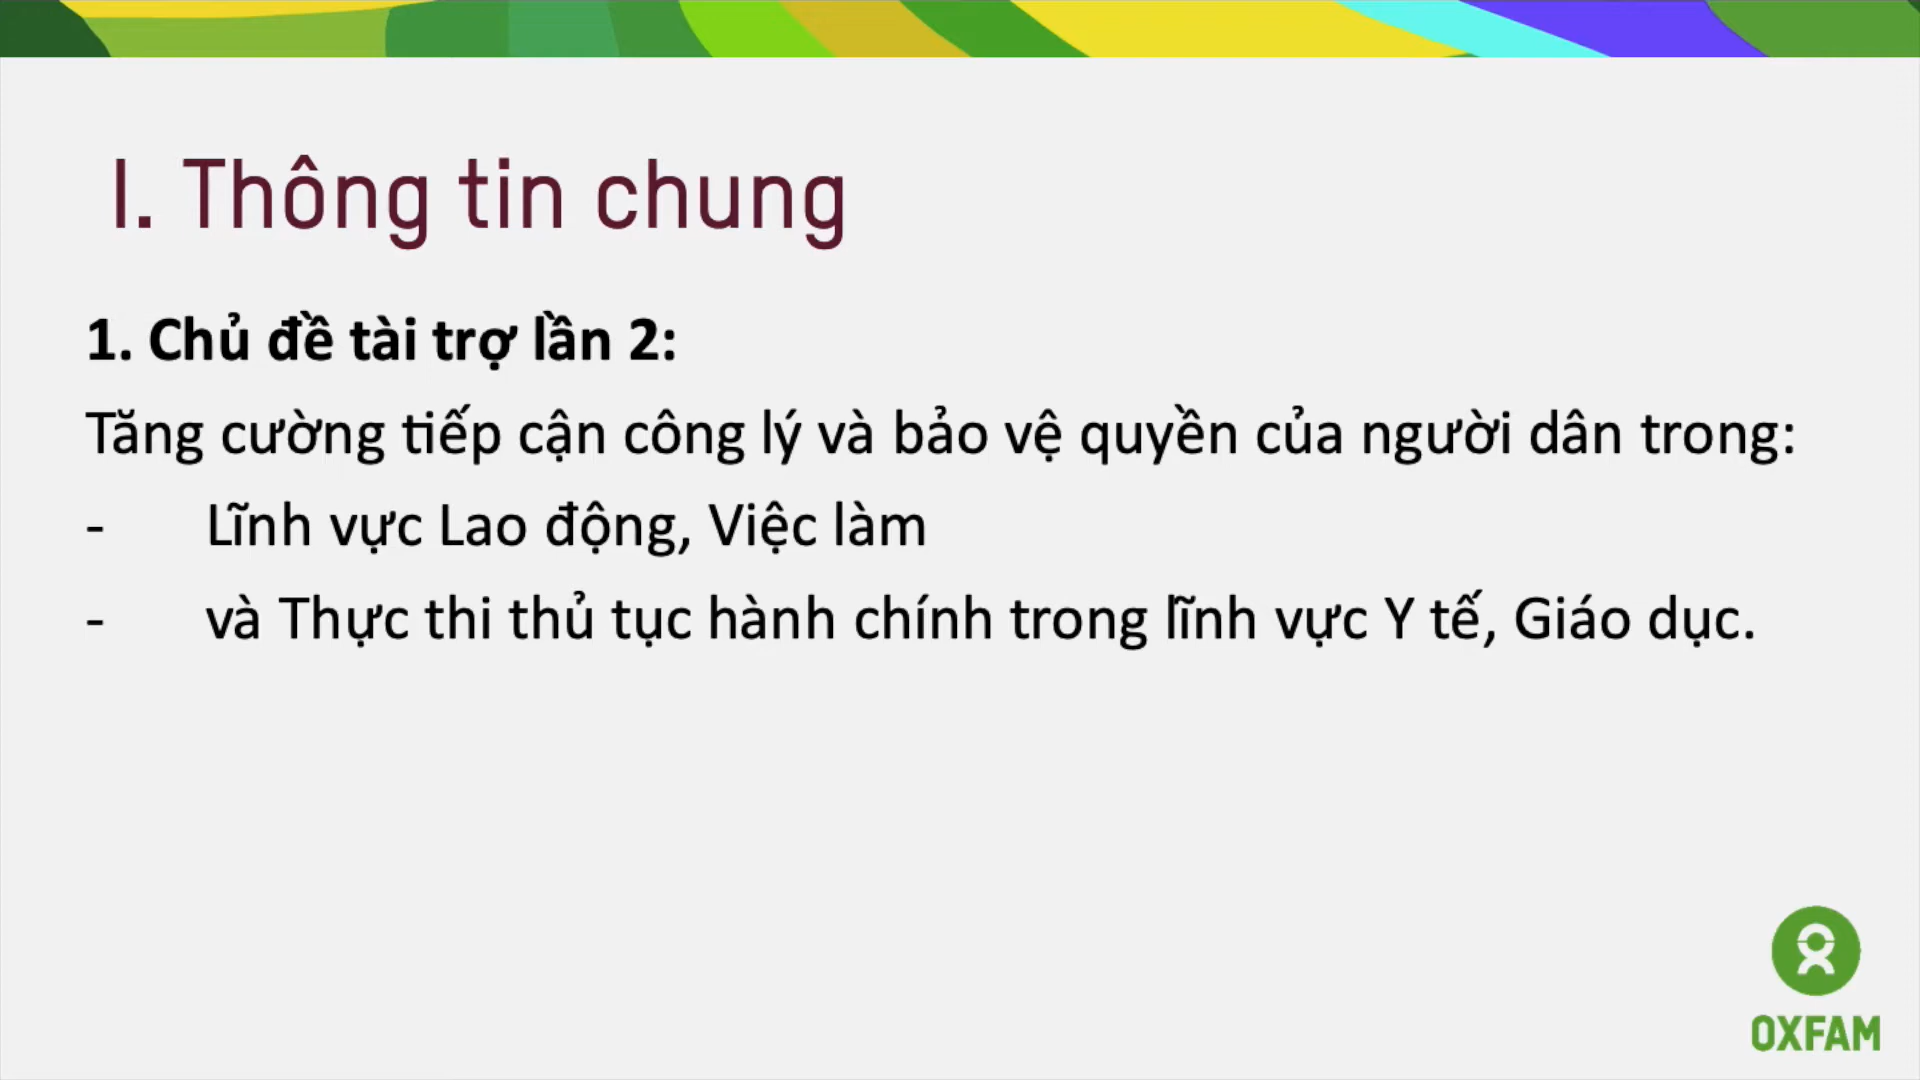 I. Thông tin chung
1. Chủ đề tài trợ lần 2:
Tăng cường tiếp cận công lý và bảo vệ quyền của người dân trong:
- Lĩnh vực Lao động, Việc làm
- và Thực thi thủ tục hành chính trong lĩnh vực Y tế, Giáo dục.
OXFAM